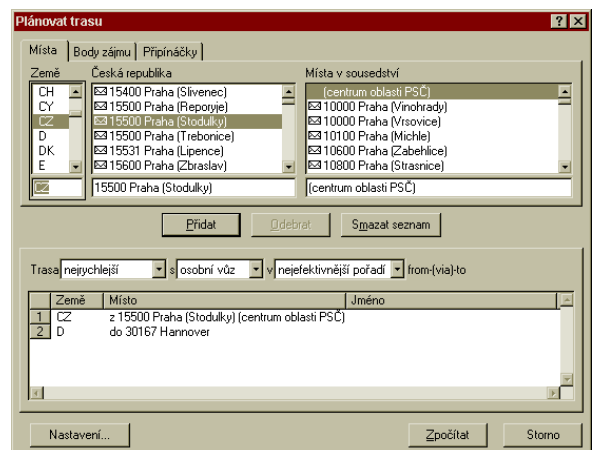 Plánovat trasu
Místa Body zájmu Připínáčky
Země Česká republika Místa v sousedství
CH 15400 Praha (Slivenec) (centrum oblasti PSČ)
CY 15500 Praha (Reporyje) 10000 Praha (Vinohrady)
CZ 15500 Praha (Stodulky) 10000 Praha (Vrsovice)
D 15500 Praha (Trebonice) 10100 Praha (Michle)
DK 15531 Praha (Lipence) 10600 Praha (Zabehlice)
E 15600 Praha (Zbraslav) 10800 Praha (Strasnice)
CZ 15500 Praha (Stodulky) (centrum oblasti PSČ)
Přidat Odebrat Smazat seznam
Trasa nejrychlejší s osobní vůz v nejefektivnější pořadí from-(via)-to
Země Místo Jméno
1 CZ z 15500 Praha (Stodulky) (centrum oblasti PSČ)
2 D do 30167 Hannover
Nastavení... Zpočítat Storno